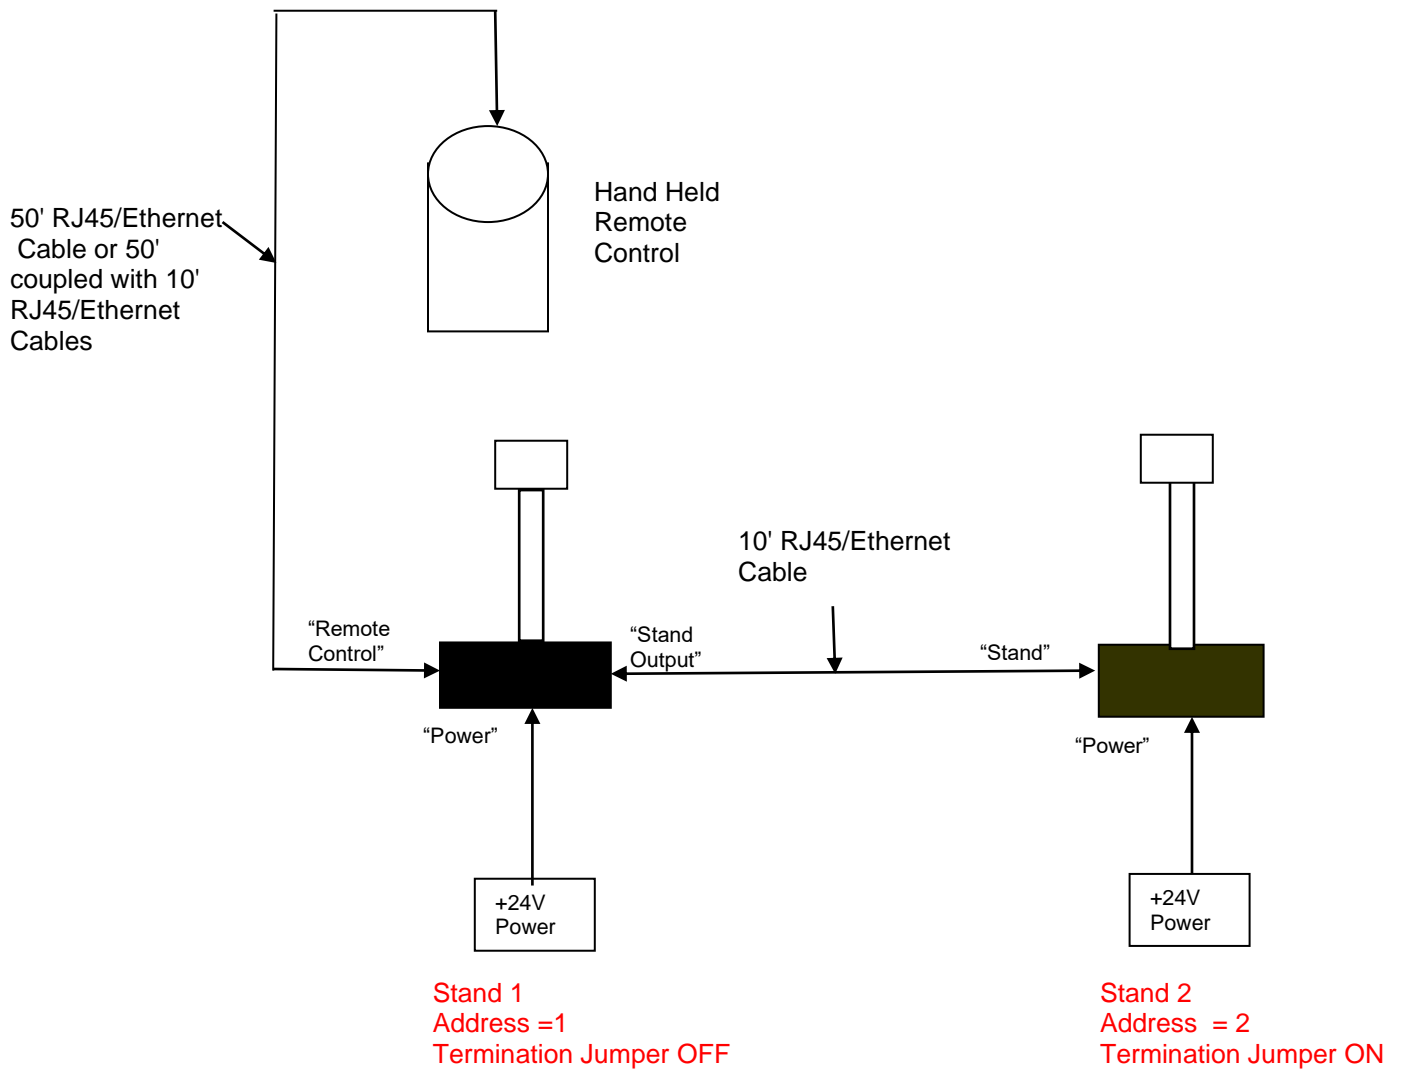 50' RJ45/Ethernet
Cable or 50'
coupled with 10'
RJ45/Ethernet
Cables
Hand Held
Remote
Control
10' RJ45/Ethernet
Cable
“Remote
Control”
“Stand
Output”
“Stand”
“Power”
“Power”
+24V
Power
+24V
Power
Stand 1
Address =1
Termination Jumper OFF
Stand 2
Address  = 2
Termination Jumper ON